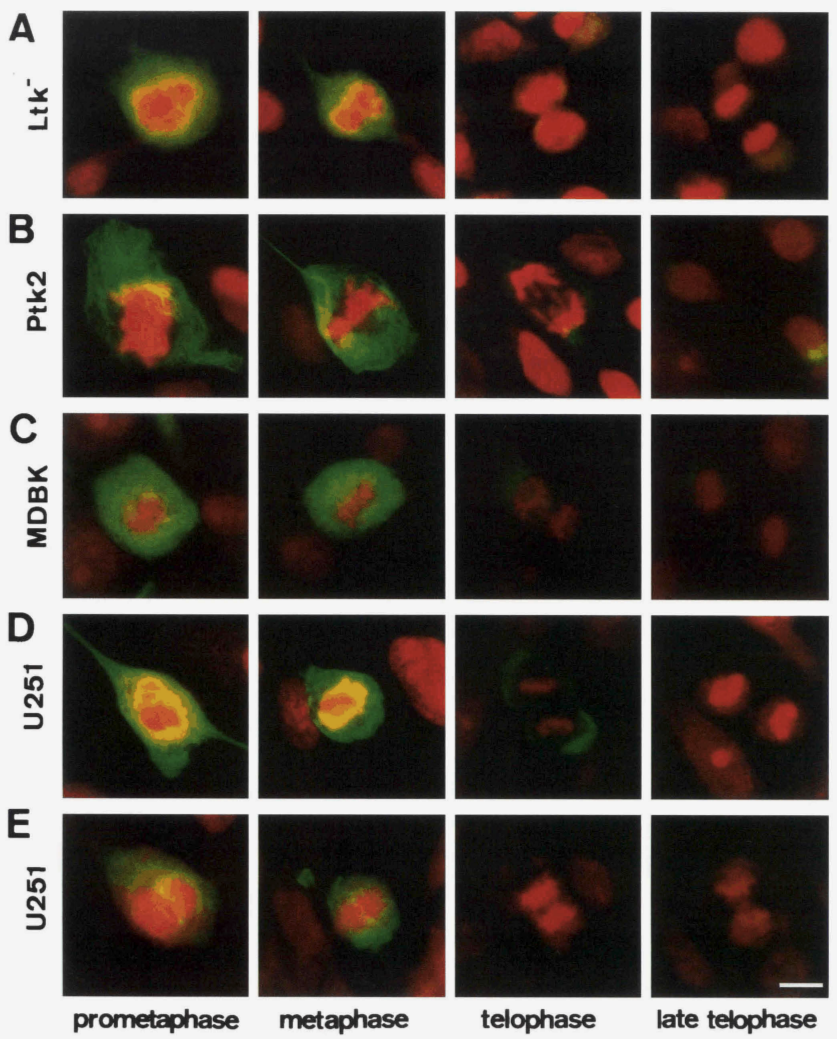 A
Ltk-
B
Ptk2
C
MDBK
D
U251
E
U251
prometaphase metaphase telophase late telophase